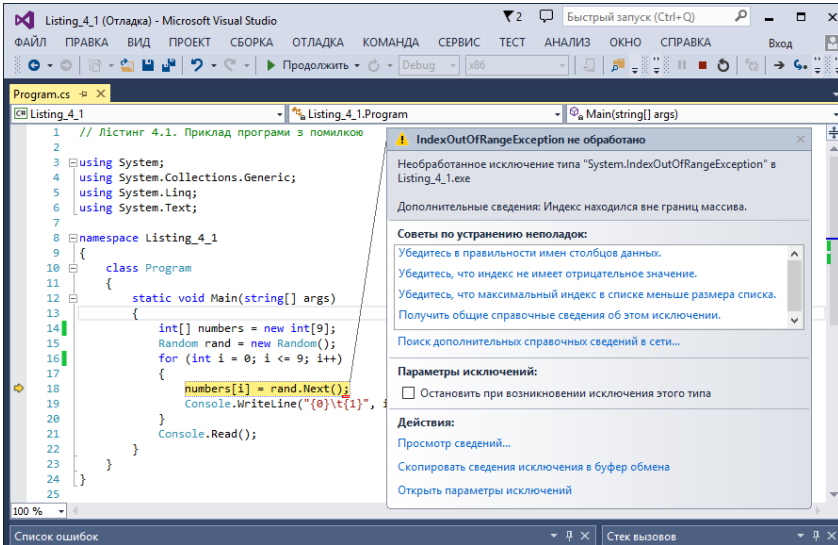 Listing_4_1 (Отладка) - Microsoft Visual Studio
2
Быстрый запуск (Ctrl+Q)
ФАЙЛ ПРАВКА ВИД ПРОЕКТ СБОРКА ОТЛАДКА КОМАНДА СЕРВИС ТЕСТ АНАЛИЗ ОКНО СПРАВКА Вход
Продолжить Debug x86
Program.cs
C# Listing_4_1 Listing_4_1.Program Main(string[] args)
1 // Лістинг 4.1. Приклад програми з помилкою
2
3 using System;
4 using System.Collections.Generic;
5 using System.Linq;
6 using System.Text;
7
8 namespace Listing_4_1
9 {
10 class Program
11 {
12 static void Main(string[] args)
13 {
14 int[] numbers = new int[9];
15 Random rand = new Random();
16 for (int i = 0; i <= 9; i++)
17 {
18 numbers[i] = rand.Next();
19 Console.WriteLine("{0}\t{1}", i
20 }
21 Console.Read();
22 }
23 }
24 }
25
100 %
IndexOutOfRangeException не обработано
Необработанное исключение типа "System.IndexOutOfRangeException" в
Listing_4_1.exe
Дополнительные сведения: Индекс находился вне границ массива.
Советы по устранению неполадок:
Убедитесь в правильности имен столбцов данных.
Убедитесь, что индекс не имеет отрицательное значение.
Убедитесь, что максимальный индекс в списке меньше размера списка.
Получить общие справочные сведения об этом исключении.
Поиск дополнительных справочных сведений в сети...
Параметры исключений:
Остановить при возникновении исключения этого типа
Действия:
Просмотр сведений...
Скопировать сведения исключения в буфер обмена
Открыть параметры исключений
Список ошибок
Стек вызовов